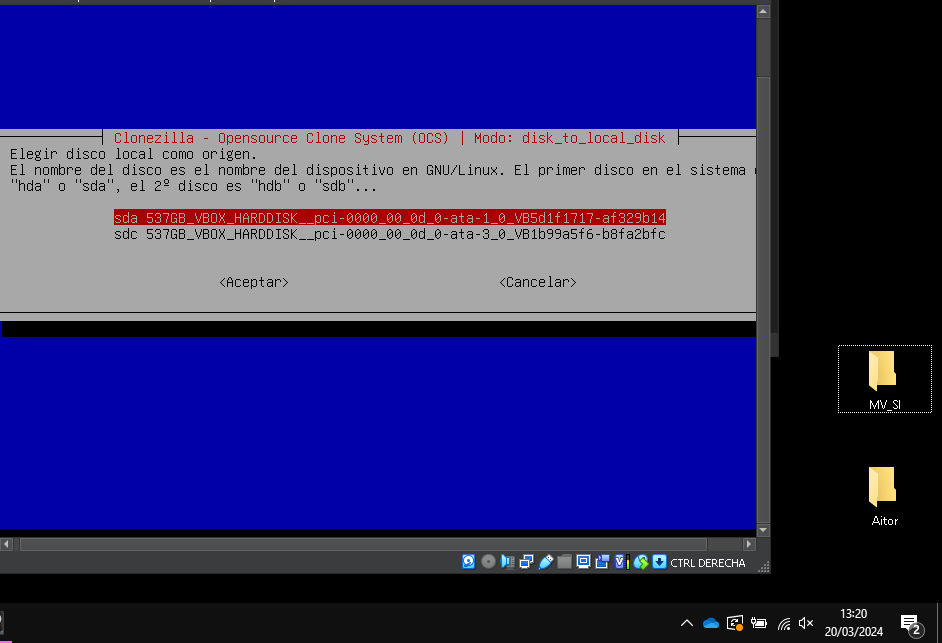 Clonezilla - Opensource Clone System (OCS) | Modo: disk_to_local_disk
Elegir disco local como origen.
El nombre del disco es el nombre del dispositivo en GNU/Linux. El primer disco en el sistema
"hda" o "sda", el 2º disco es "hdb" o "sdb"...
sda 537GB_VBOX_HARDDISK__pci-0000_00_0d_0-ata-1_0_VB5d1f1717-af329b14
sdc 537GB_VBOX_HARDDISK__pci-0000_00_0d_0-ata-3_0_VB1b99a5f6-b8fa2bfc
<Aceptar> <Cancelar>
MV_SI
Aitor
CTRL DERECHA
13:20
20/03/2024
2